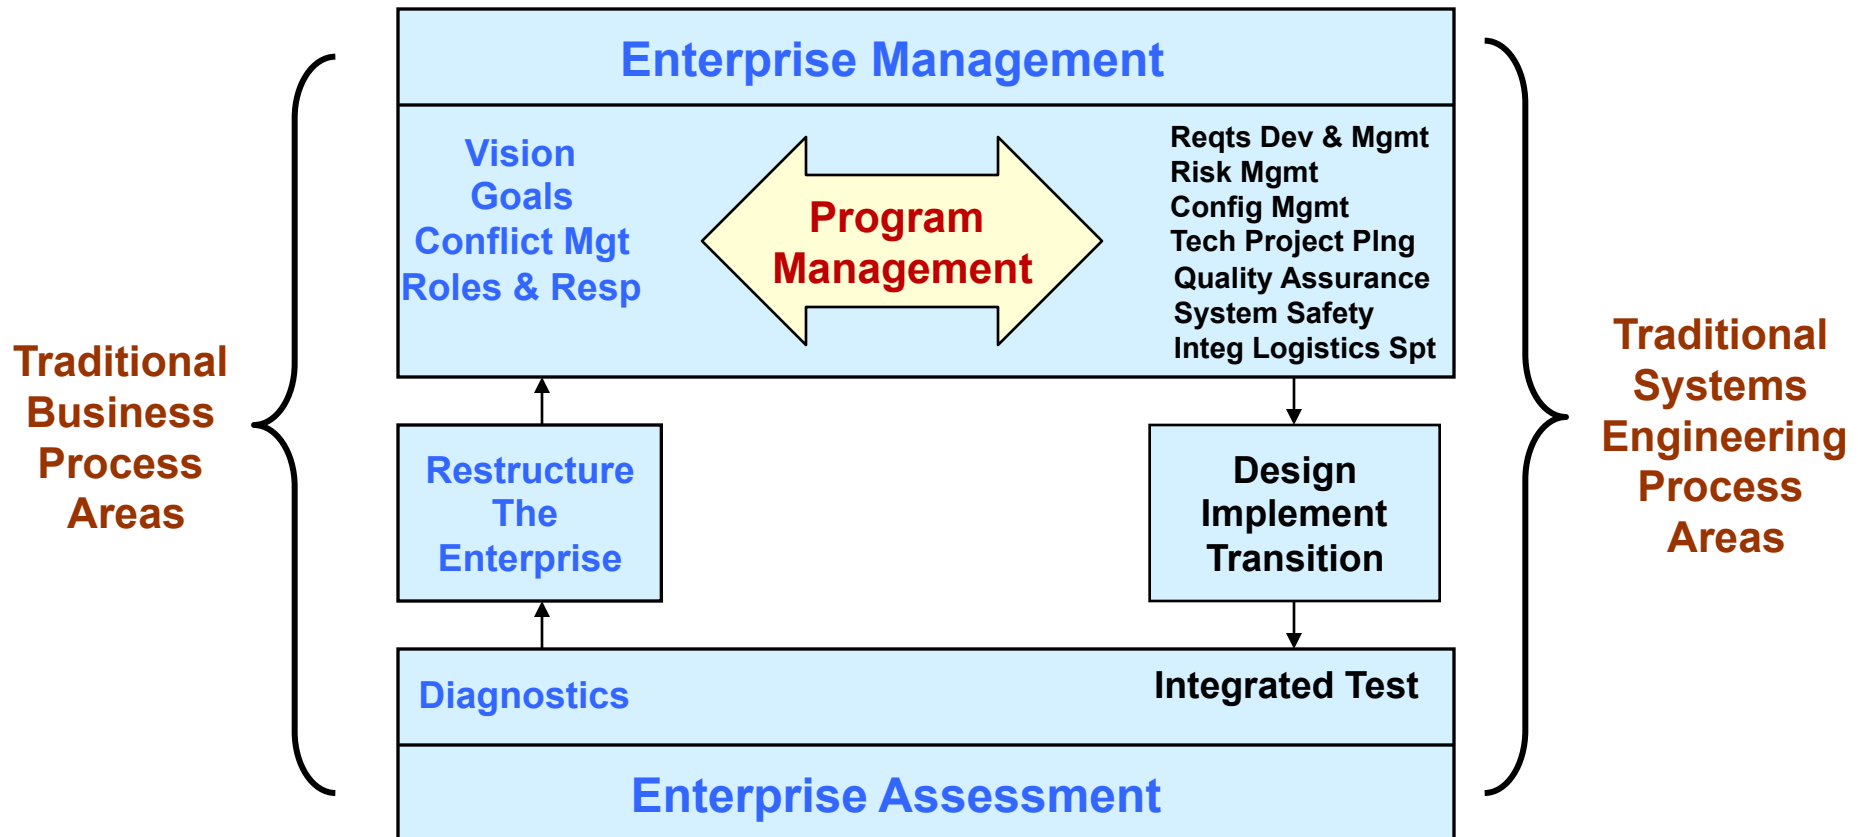 Enterprise Management
Vision
Goals
Conflict Mgt
Roles & Resp
Program
Management
Reqts Dev & Mgmt
Risk Mgmt
Config Mgmt
Tech Project Plng
Quality Assurance
System Safety
Integ Logistics Spt
Traditional
Business
Process
Areas
Restructure
The
Enterprise
Design
Implement
Transition
Traditional
Systems
Engineering
Process
Areas
Diagnostics
Integrated Test
Enterprise Assessment